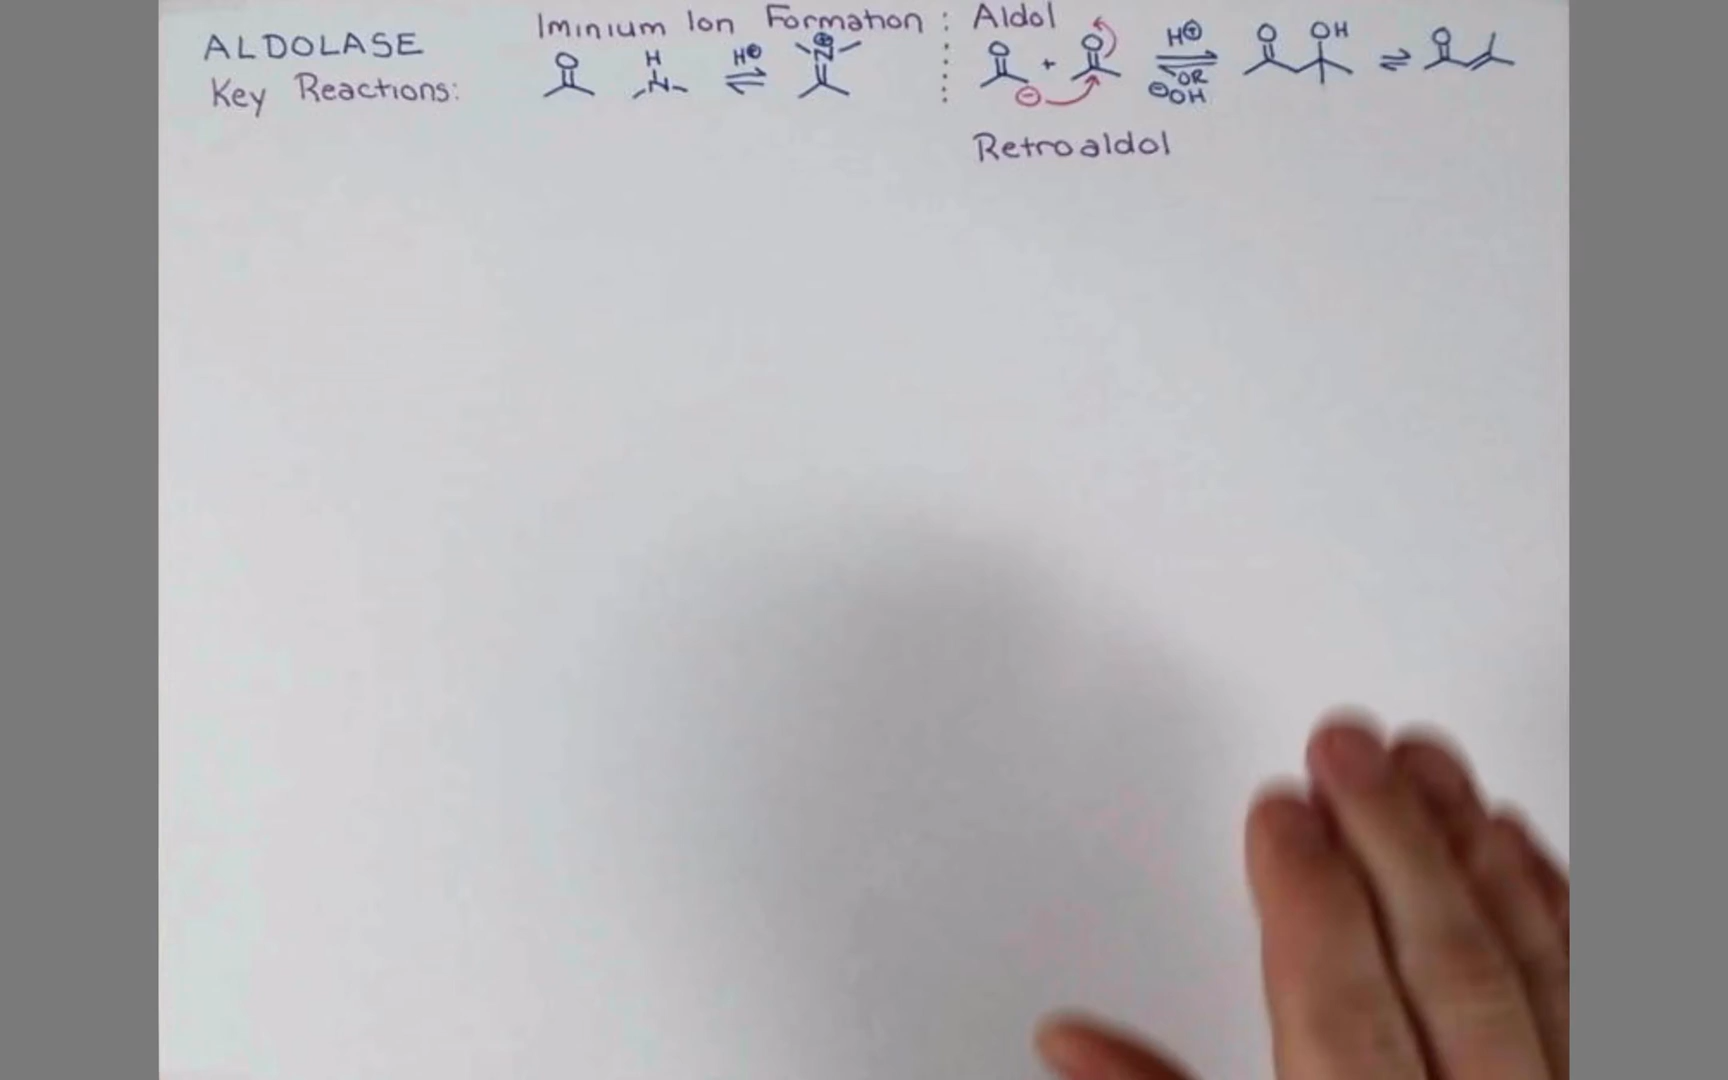 ALDOLASE
Key Reactions:
Iminium Ion Formation :
O H N H⊕ ⇌ N⊕
Aldol
O ⊖ + O H⊕ ⇌ OR ⊖OH O OH ⇌ O
Retroaldol